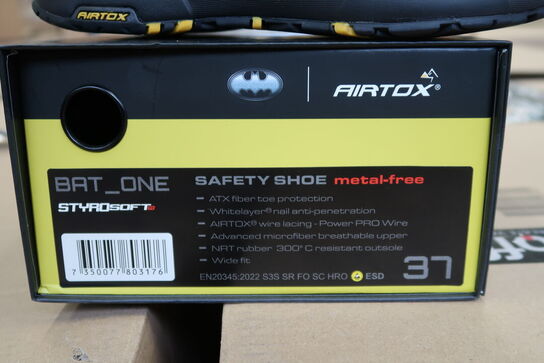 AIRTOX
AIRTOX®
BAT_ONE
STYROSOFT
7 350077 803176
SAFETY SHOE metal-free
- ATX fiber toe protection
- Whitelayer® nail anti-penetration
- AIRTOX® wire lacing - Power PRO Wire
- Advanced microfiber breathable upper
- NRT rubber 300°C resistant outsole
- Wide fit
EN20345:2022 S3S SR FO SC HRO ESD
37